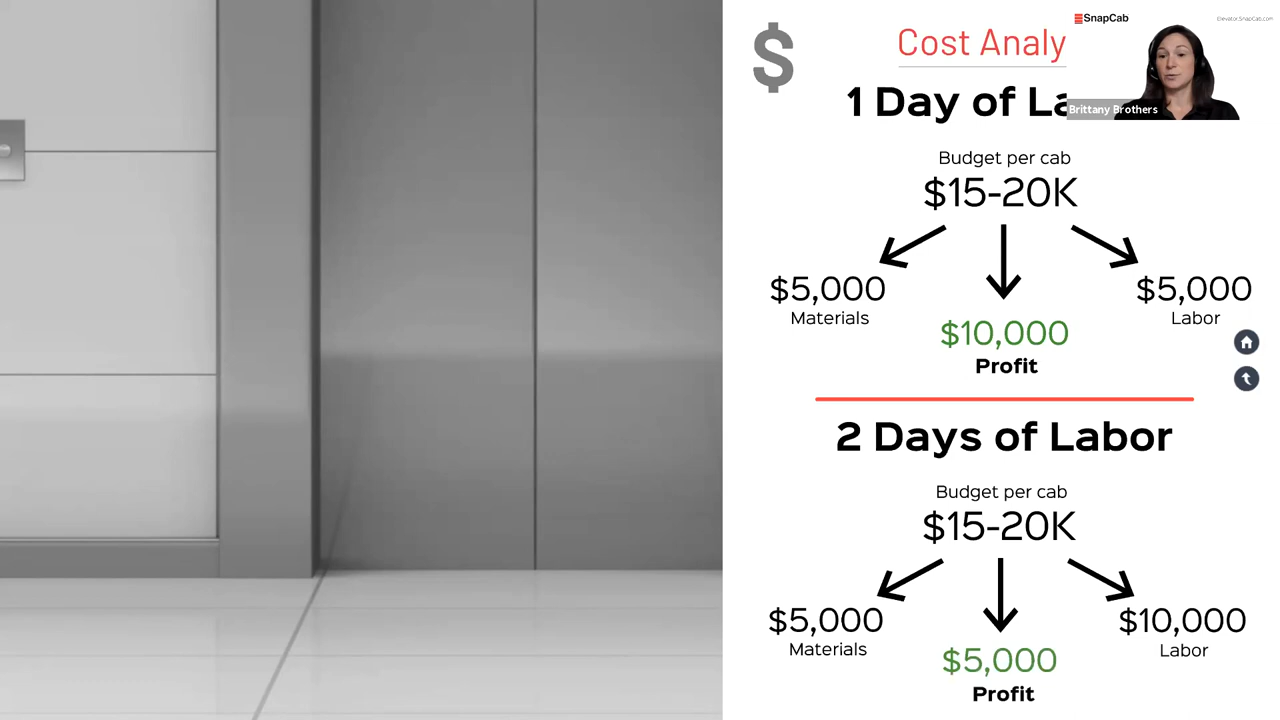 SnapCab
Elevator.SnapCab.com
$
Cost Analy
1 Day of La
Brittany Brothers
Budget per cab
$15-20K
$5,000
Materials
$10,000
Profit
$5,000
Labor
2 Days of Labor
Budget per cab
$15-20K
$5,000
Materials
$5,000
Profit
$10,000
Labor